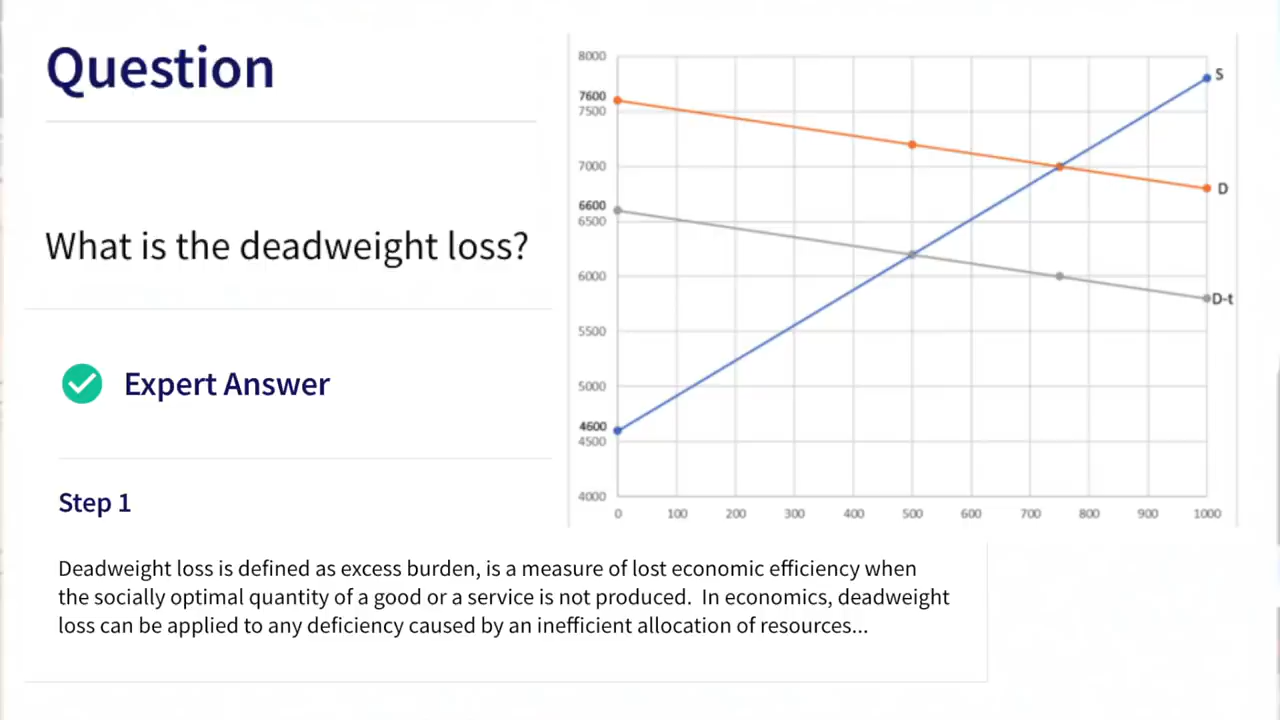 Question
What is the deadweight loss?
Expert Answer
Step 1
Deadweight loss is defined as excess burden, is a measure of lost economic efficiency when
the socially optimal quantity of a good or a service is not produced.  In economics, deadweight
loss can be applied to any deficiency caused by an inefficient allocation of resources...
8000
7600
7500
7000
6600
6500
6000
5500
5000
4600
4500
4000
0 100 200 300 400 500 600 700 800 900 1000
S
D
D-t